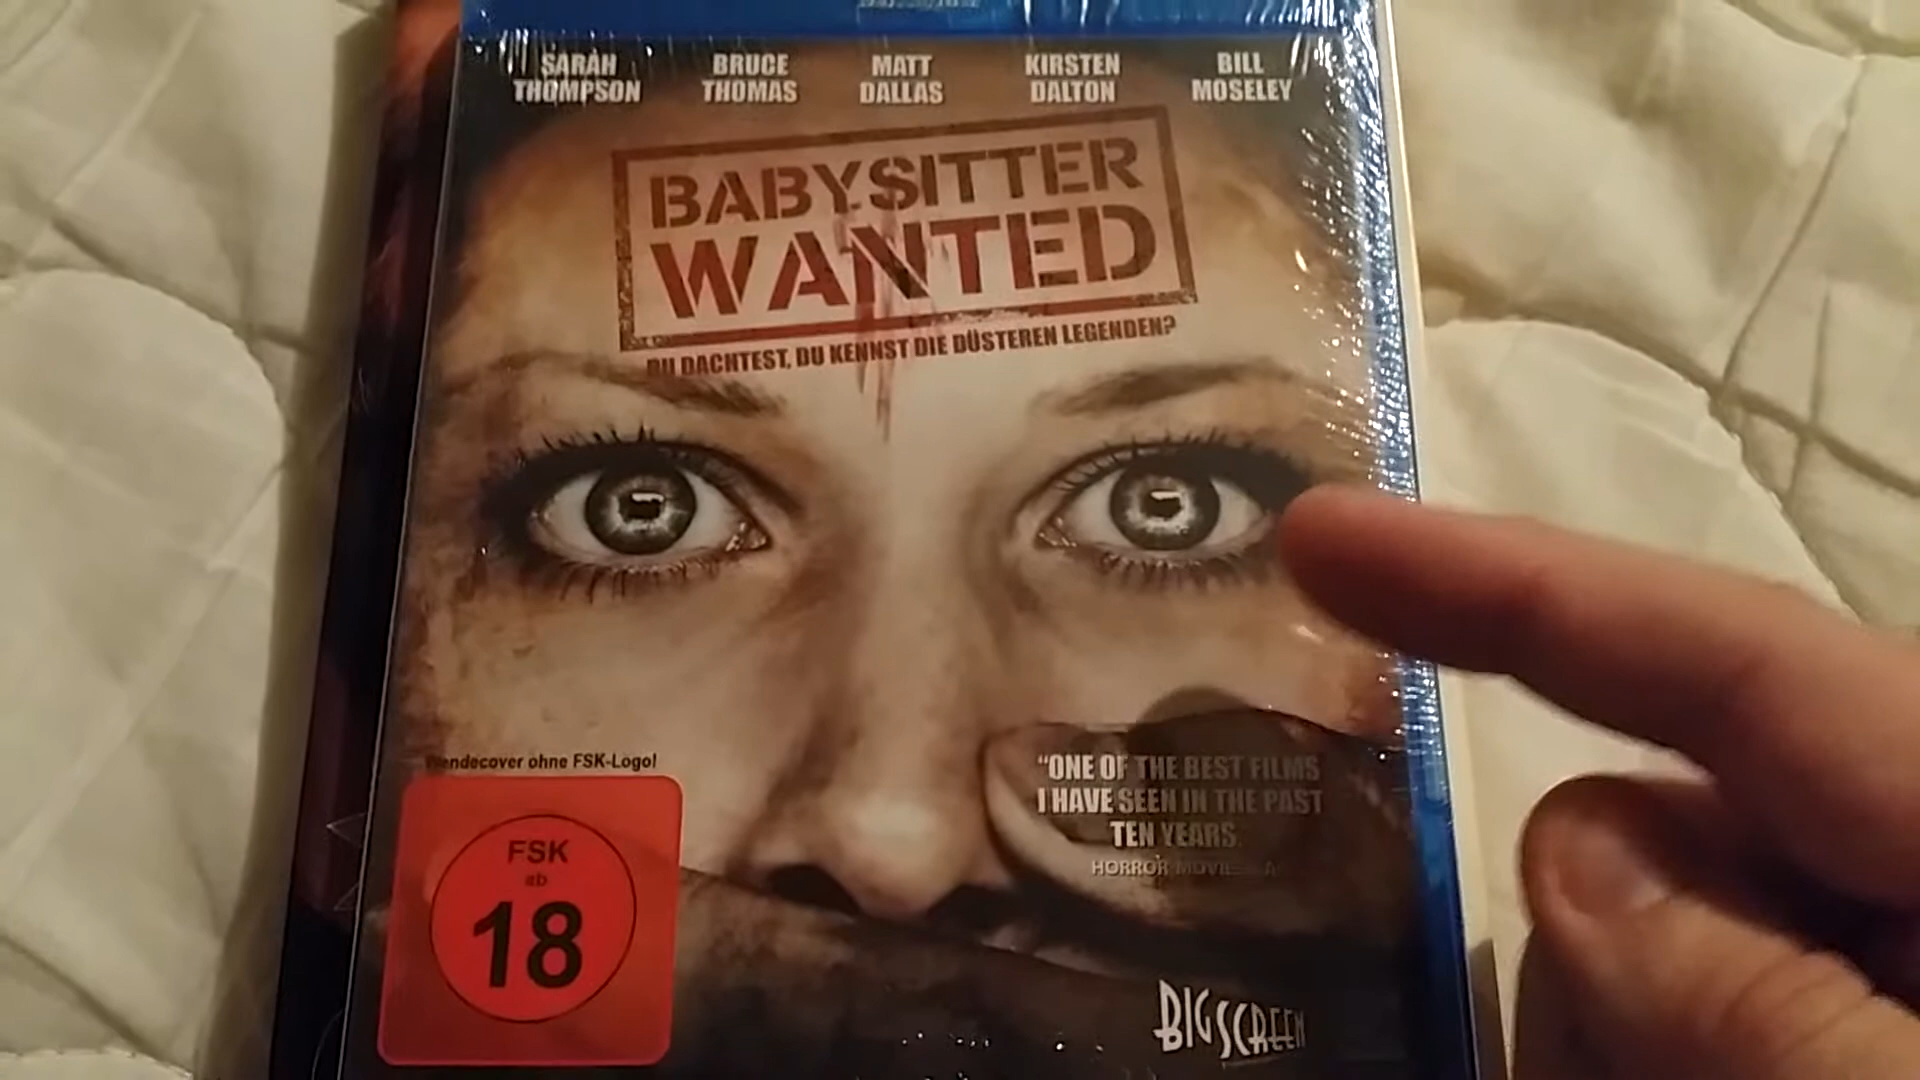 SARAH THOMPSON
BRUCE THOMAS
MATT DALLAS
KIRSTEN DALTON
BILL MOSELEY
BABYSITTER
WANTED
DU DACHTEST, DU KENNST DIE DÜSTEREN LEGENDEN?
Wendecover ohne FSK-Logo!
FSK
ab
18
"ONE OF THE BEST FILMS
I HAVE SEEN IN THE PAST
TEN YEARS
HORROR
BIG SCREEN